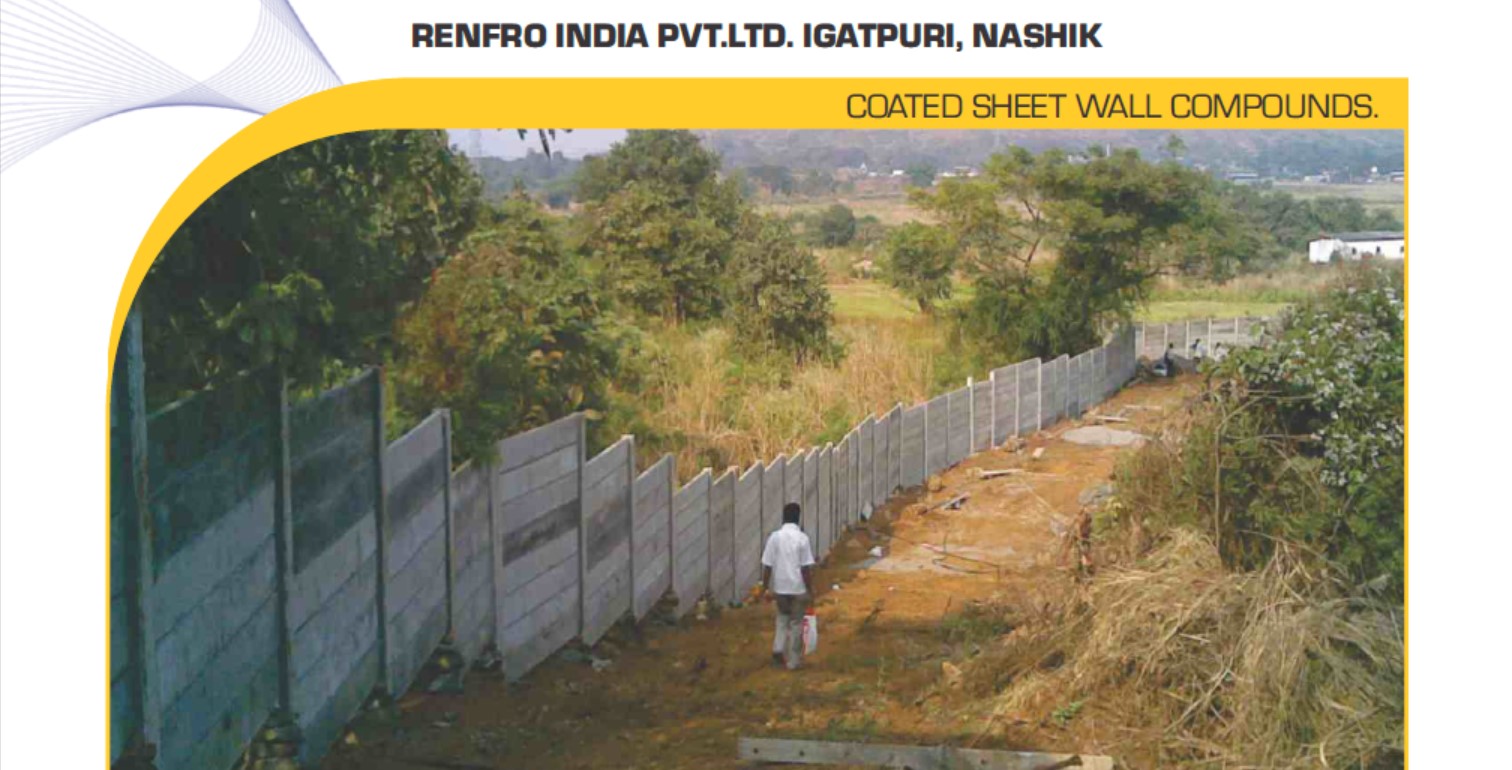 RENFRO INDIA PVT.LTD. IGATPURI, NASHIK
COATED SHEET WALL COMPOUNDS.